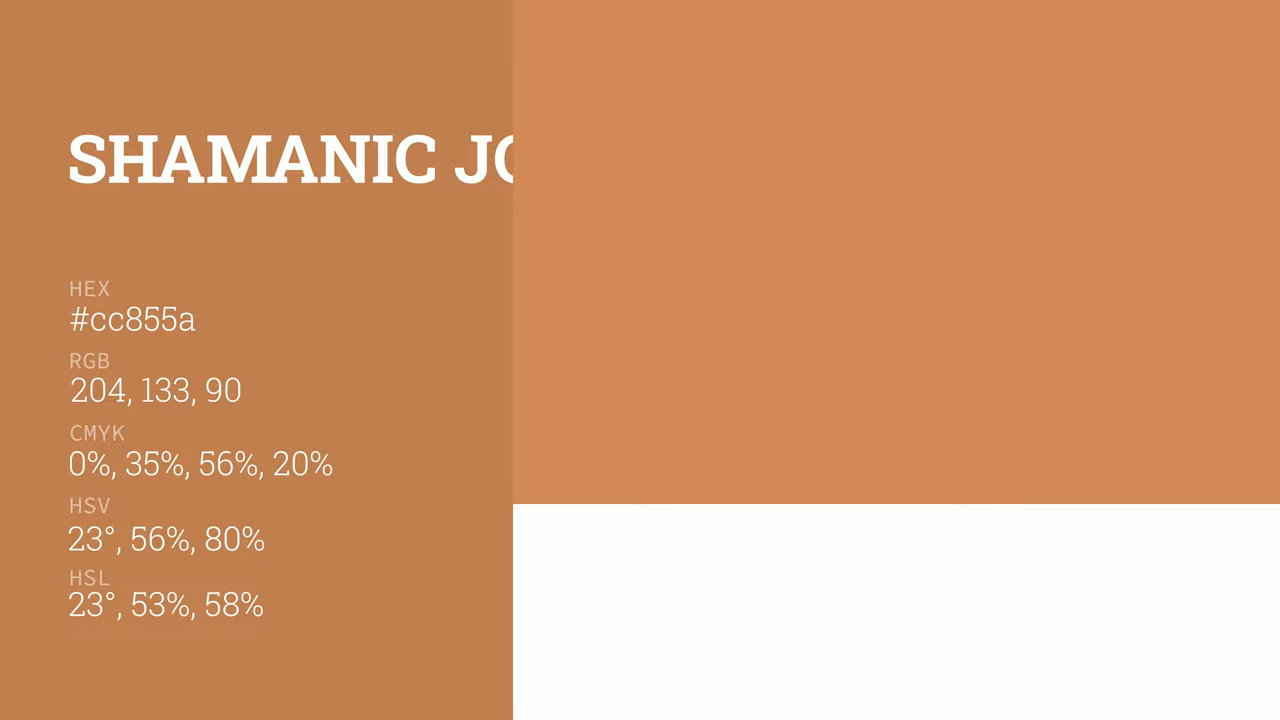 SHAMANIC
HEX
#cc855a
RGB
204, 133, 90
CMYK
0%, 35%, 56%, 20%
HSV
23°, 56%, 80%
HSL
23°, 53%, 58%